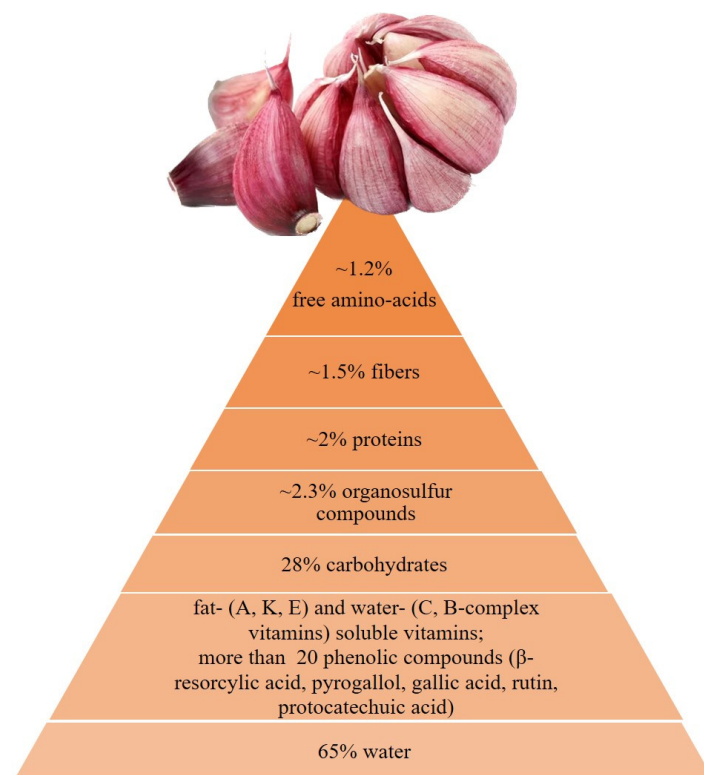 ~1.2%
free amino-acids
~1.5% fibers
~2% proteins
~2.3% organosulfur
compounds
28% carbohydrates
fat- (A, K, E) and water- (C, B-complex
vitamins) soluble vitamins;
more than  20 phenolic compounds (β-
resorcylic acid, pyrogallol, gallic acid, rutin,
protocatechuic acid)
65% water